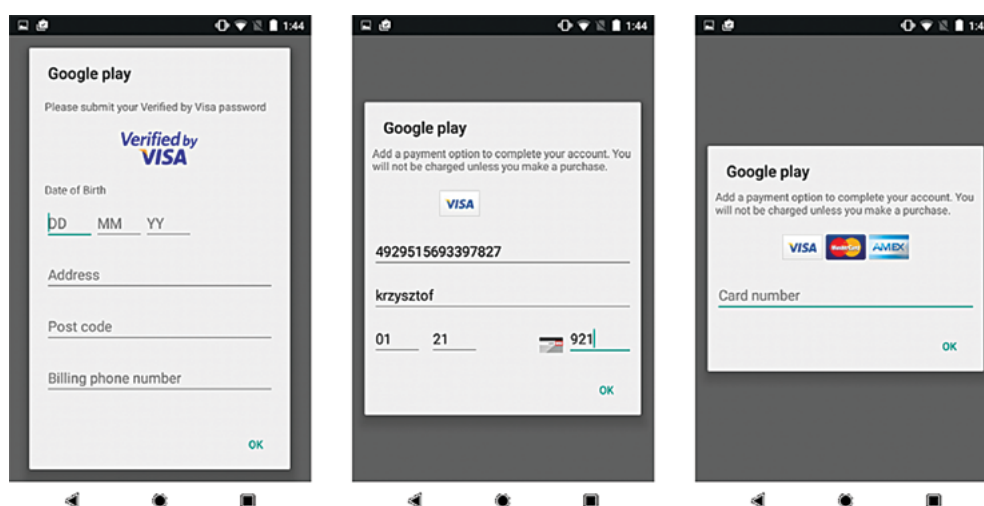 1:44
Google play
Please submit your Verified by Visa password
Verified by
VISA
Date of Birth
DD MM YY
Address
Post code
Billing phone number
OK
1:44
Google play
Add a payment option to complete your account. You
will not be charged unless you make a purchase.
VISA
4929515693397827
krzysztof
01 21 921
OK
1:4
Google play
Add a payment option to complete your account. You
will not be charged unless you make a purchase.
VISA MasterCard AMEX
Card number
OK